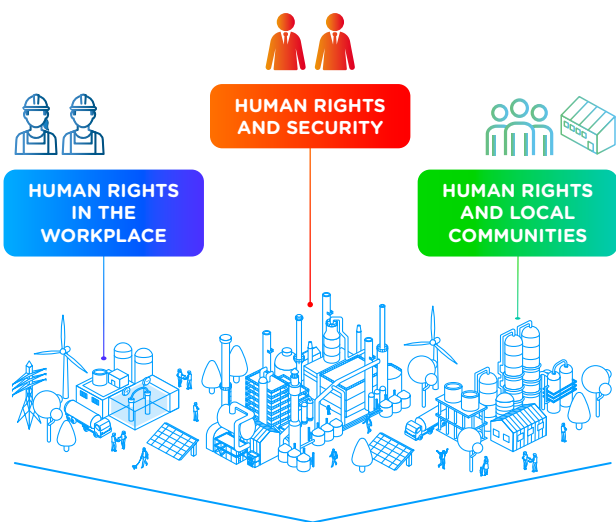 HUMAN RIGHTS
AND SECURITY
HUMAN RIGHTS
IN THE
WORKPLACE
HUMAN RIGHTS
AND LOCAL
COMMUNITIES